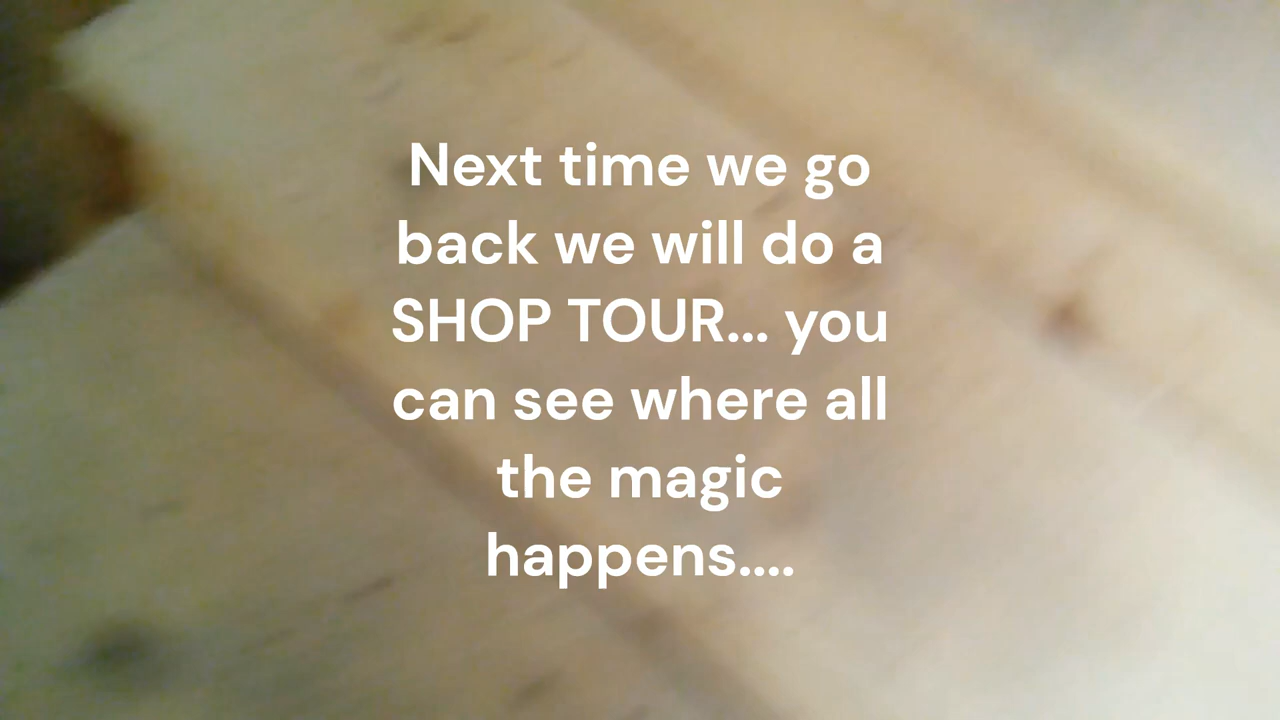 Next time we go
back we will do a
SHOP TOUR... you
can see where all
the magic
happens....